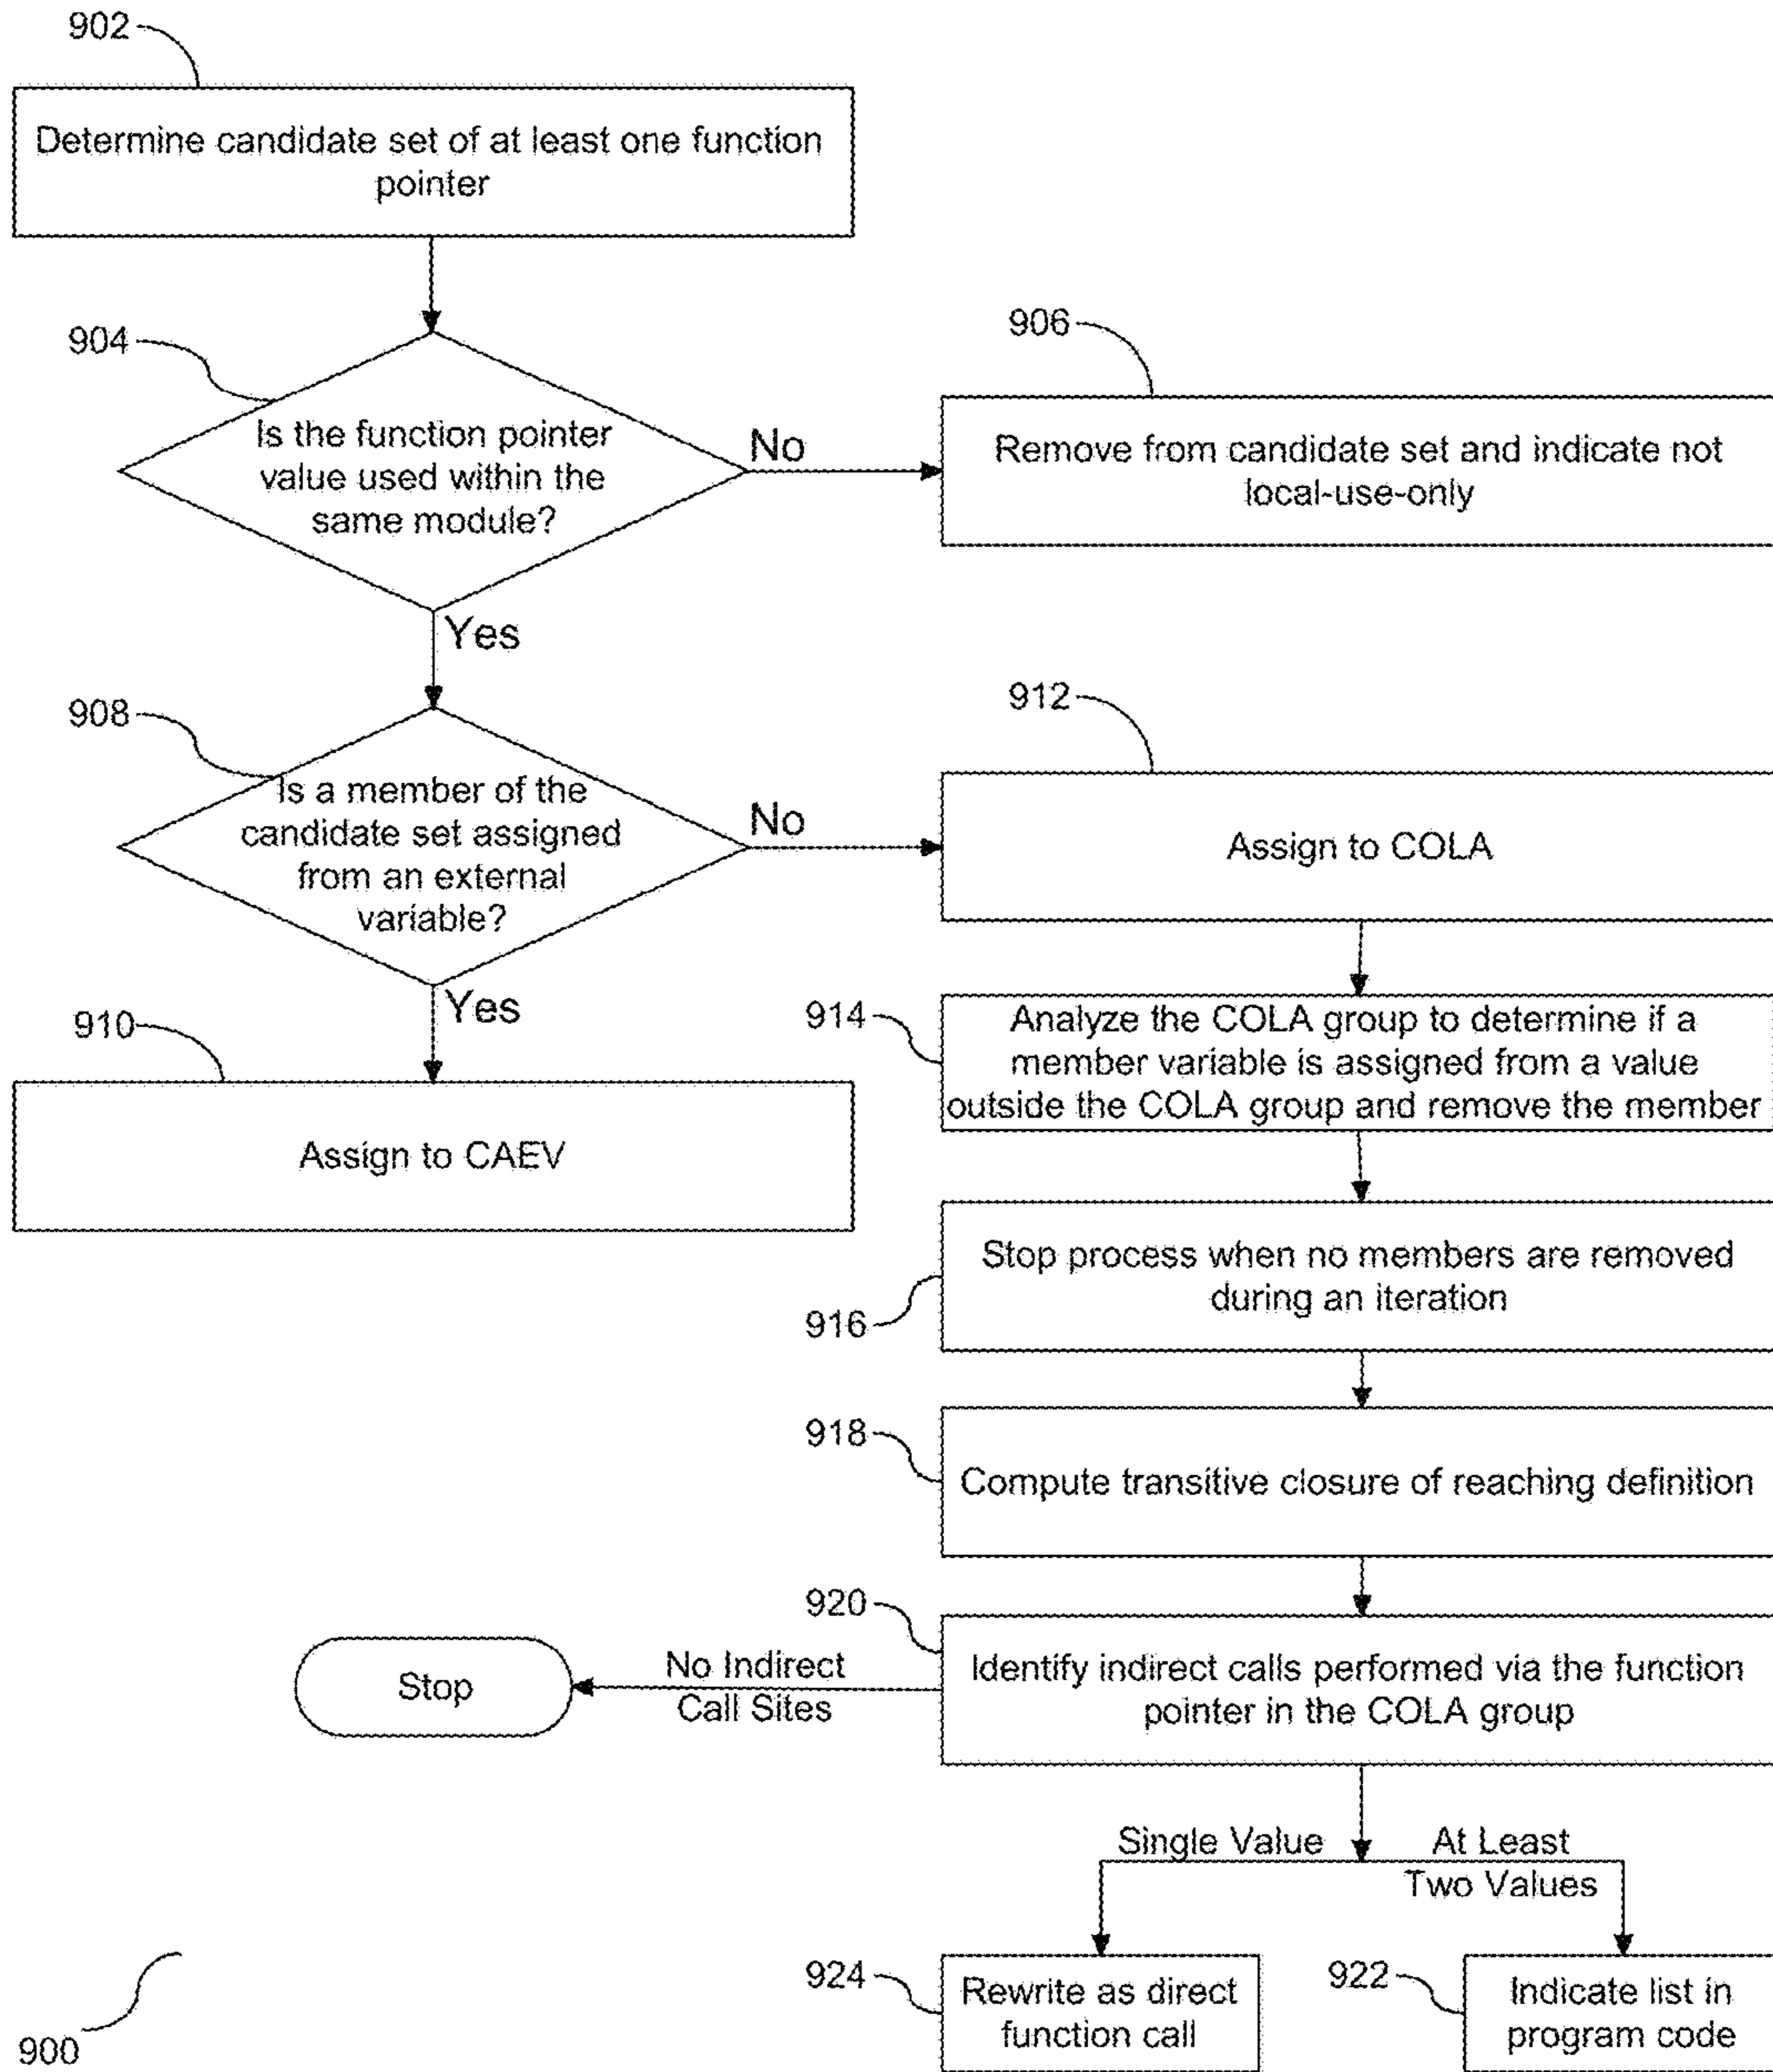 902
Determine candidate set of at least one function
pointer
904
Is the function pointer
value used within the
same module?
No
906
Remove from candidate set and indicate not
local-use-only
Yes
908
Is a member of the
candidate set assigned
from an external
variable?
No
912
Assign to COLA
Yes
910
Assign to CAEV
914
Analyze the COLA group to determine if a
member variable is assigned from a value
outside the COLA group and remove the member
916
Stop process when no members are removed
during an iteration
918
Compute transitive closure of reaching definition
920
Identify indirect calls performed via the function
pointer in the COLA group
No Indirect
Call Sites
Stop
Single Value
At Least
Two Values
924
Rewrite as direct
function call
922
Indicate list in
program code
900